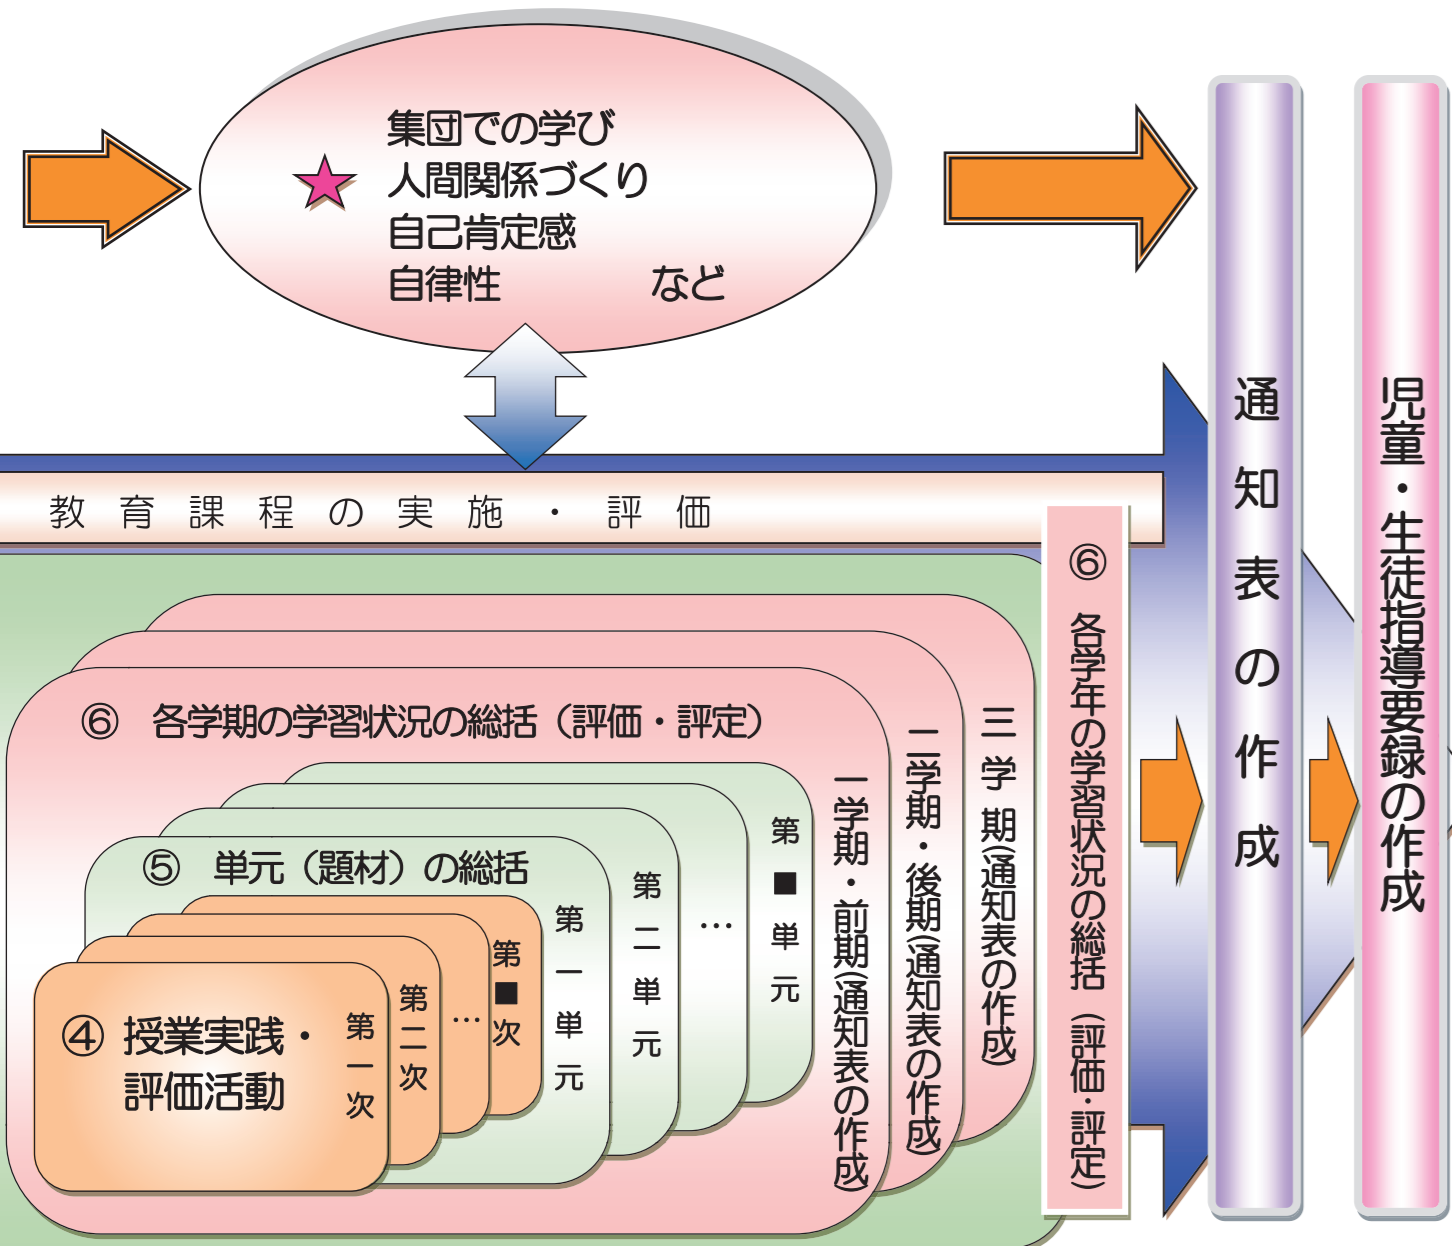 ★ 集団での学び
人間関係づくり
自己肯定感
自律性 など
教育課程の実施・評価
⑥ 各学期の学習状況の総括（評価・評定）
⑤ 単元（題材）の総括
④ 授業実践・
評価活動
第一次
第二次
…
第■次
第一単元
第二単元
…
第■単元
一学期・前期(通知表の作成)
二学期・後期(通知表の作成)
三学期(通知表の作成)
⑥ 各学年の学習状況の総括（評価・評定）
通知表の作成
児童・生徒指導要録の作成